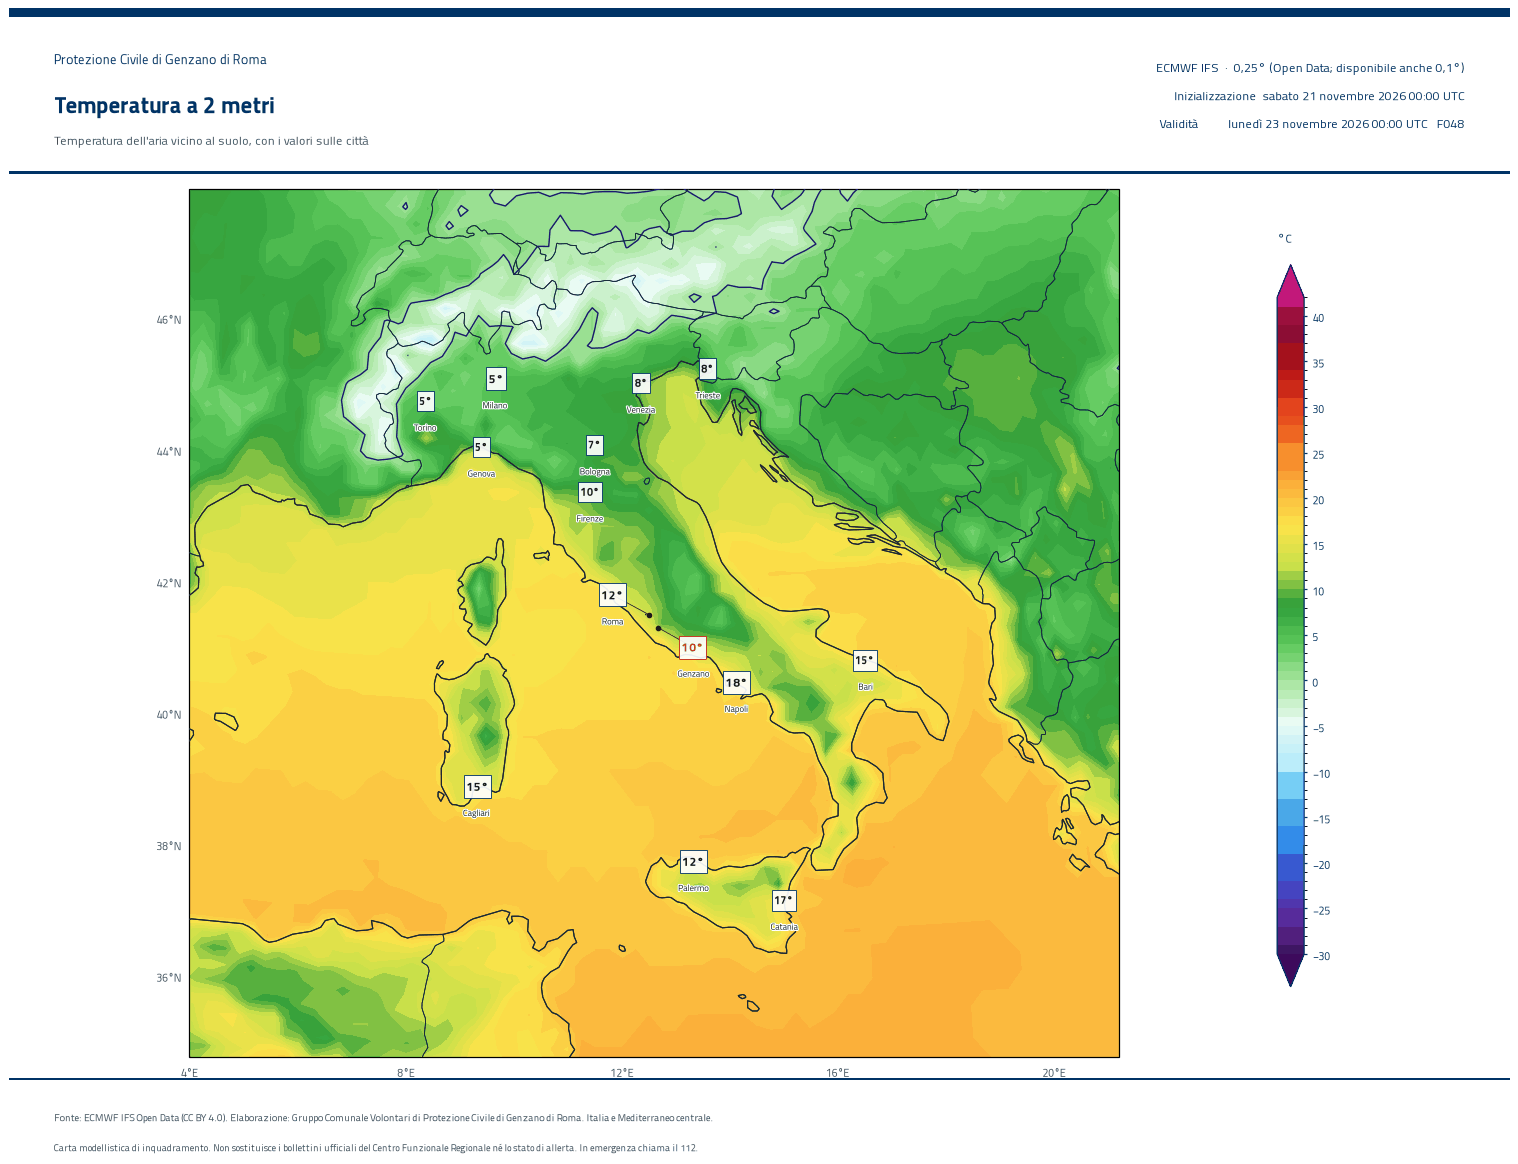 Protezione Civile di Genzano di Roma
Temperatura a 2 metri
Temperatura dell'aria vicino al suolo, con i valori sulle città
ECMWF IFS · 0,25° (Open Data; disponibile anche 0,1°)
Inizializzazione sabato 21 novembre 2026 00:00 UTC
Validità lunedì 23 novembre 2026 00:00 UTC F048
°C
40
35
30
25
20
15
10
5
0
−5
−10
−15
−20
−25
−30
46°N
44°N
42°N
40°N
38°N
36°N
4°E
8°E
12°E
16°E
20°E
5°
Torino
5°
Milano
8°
Venezia
8°
Trieste
5°
Genova
7°
Bologna
10°
Firenze
12°
Roma
10°
Genzano
18°
Napoli
15°
Bari
15°
Cagliari
12°
Palermo
17°
Catania
Fonte: ECMWF IFS Open Data (CC BY 4.0). Elaborazione: Gruppo Comunale Volontari di Protezione Civile di Genzano di Roma. Italia e Mediterraneo centrale.
Carta modellistica di inquadramento. Non sostituisce i bollettini ufficiali del Centro Funzionale Regionale né lo stato di allerta. In emergenza chiama il 112.